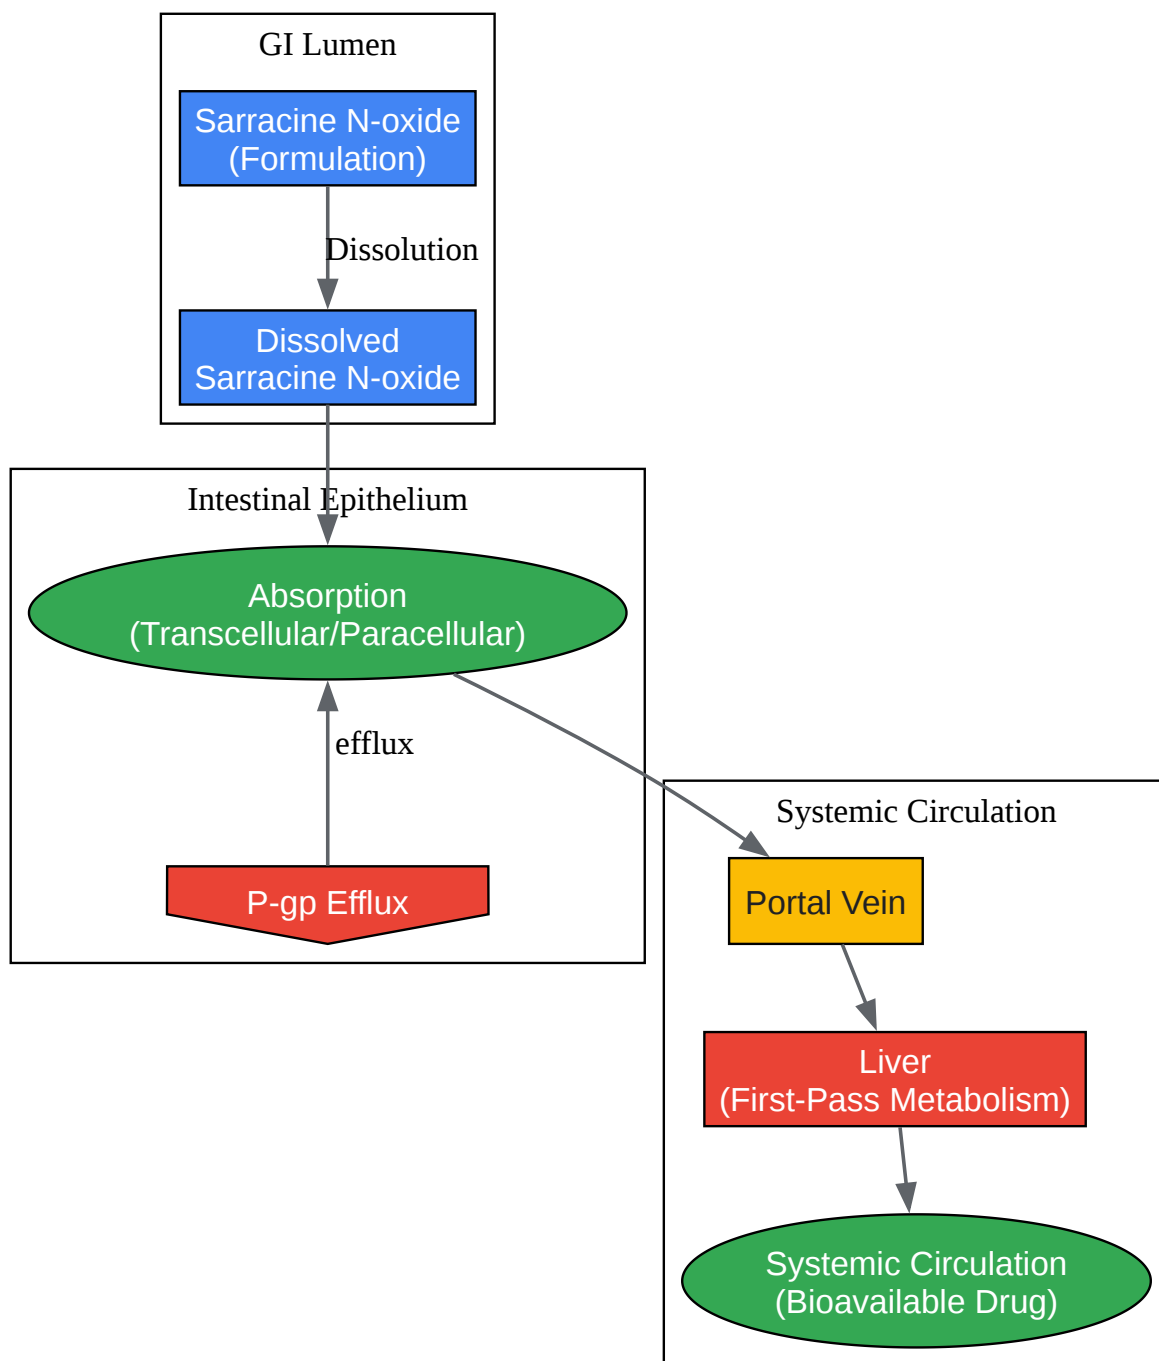 GI Lumen
Sarracine N-oxide
(Formulation)
Dissolution
Dissolved
Sarracine N-oxide
Intestinal Epithelium
Absorption
(Transcellular/Paracellular)
efflux
P-gp Efflux
Systemic Circulation
Portal Vein
Liver
(First-Pass Metabolism)
Systemic Circulation
(Bioavailable Drug)